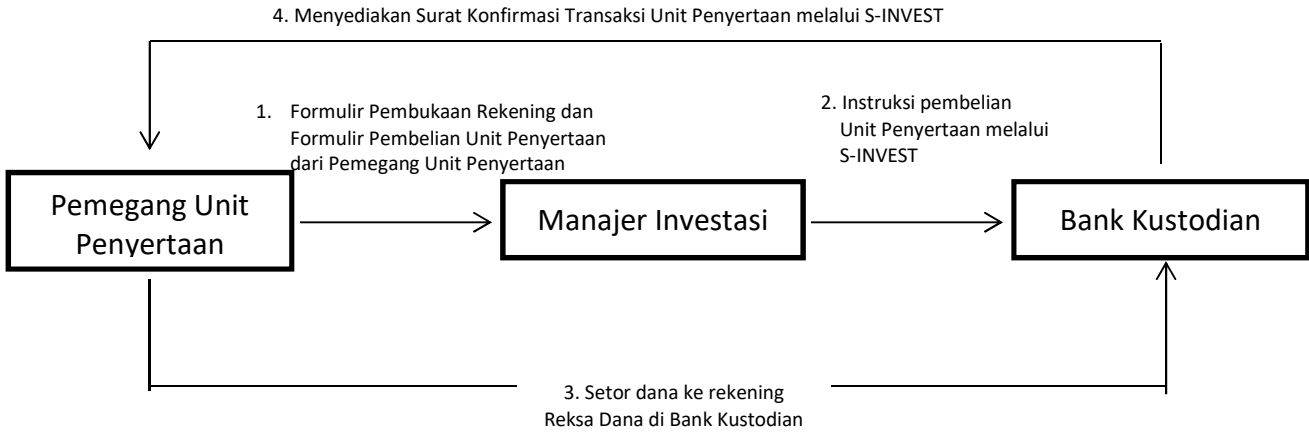 4. Menyediakan Surat Konfirmasi Transaksi Unit Penyertaan melalui S-INVEST
1. Formulir Pembukaan Rekening dan
Formulir Pembelian Unit Penyertaan
dari Pemegang Unit Penyertaan
2. Instruksi pembelian
Unit Penyertaan melalui
S-INVEST
Pemegang Unit
Penyertaan
Manajer Investasi
Bank Kustodian
3. Setor dana ke rekening
Reksa Dana di Bank Kustodian